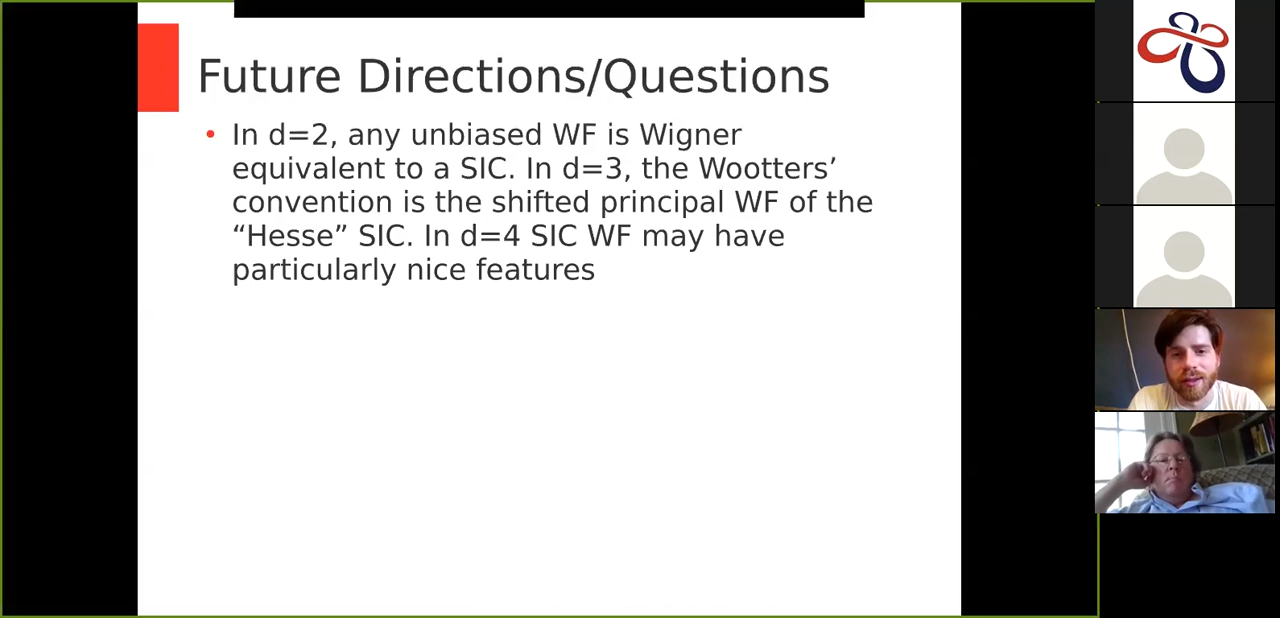 Future Directions/Questions
• In d=2, any unbiased WF is Wigner
equivalent to a SIC. In d=3, the Wootters’
convention is the shifted principal WF of the
“Hesse” SIC. In d=4 SIC WF may have
particularly nice features